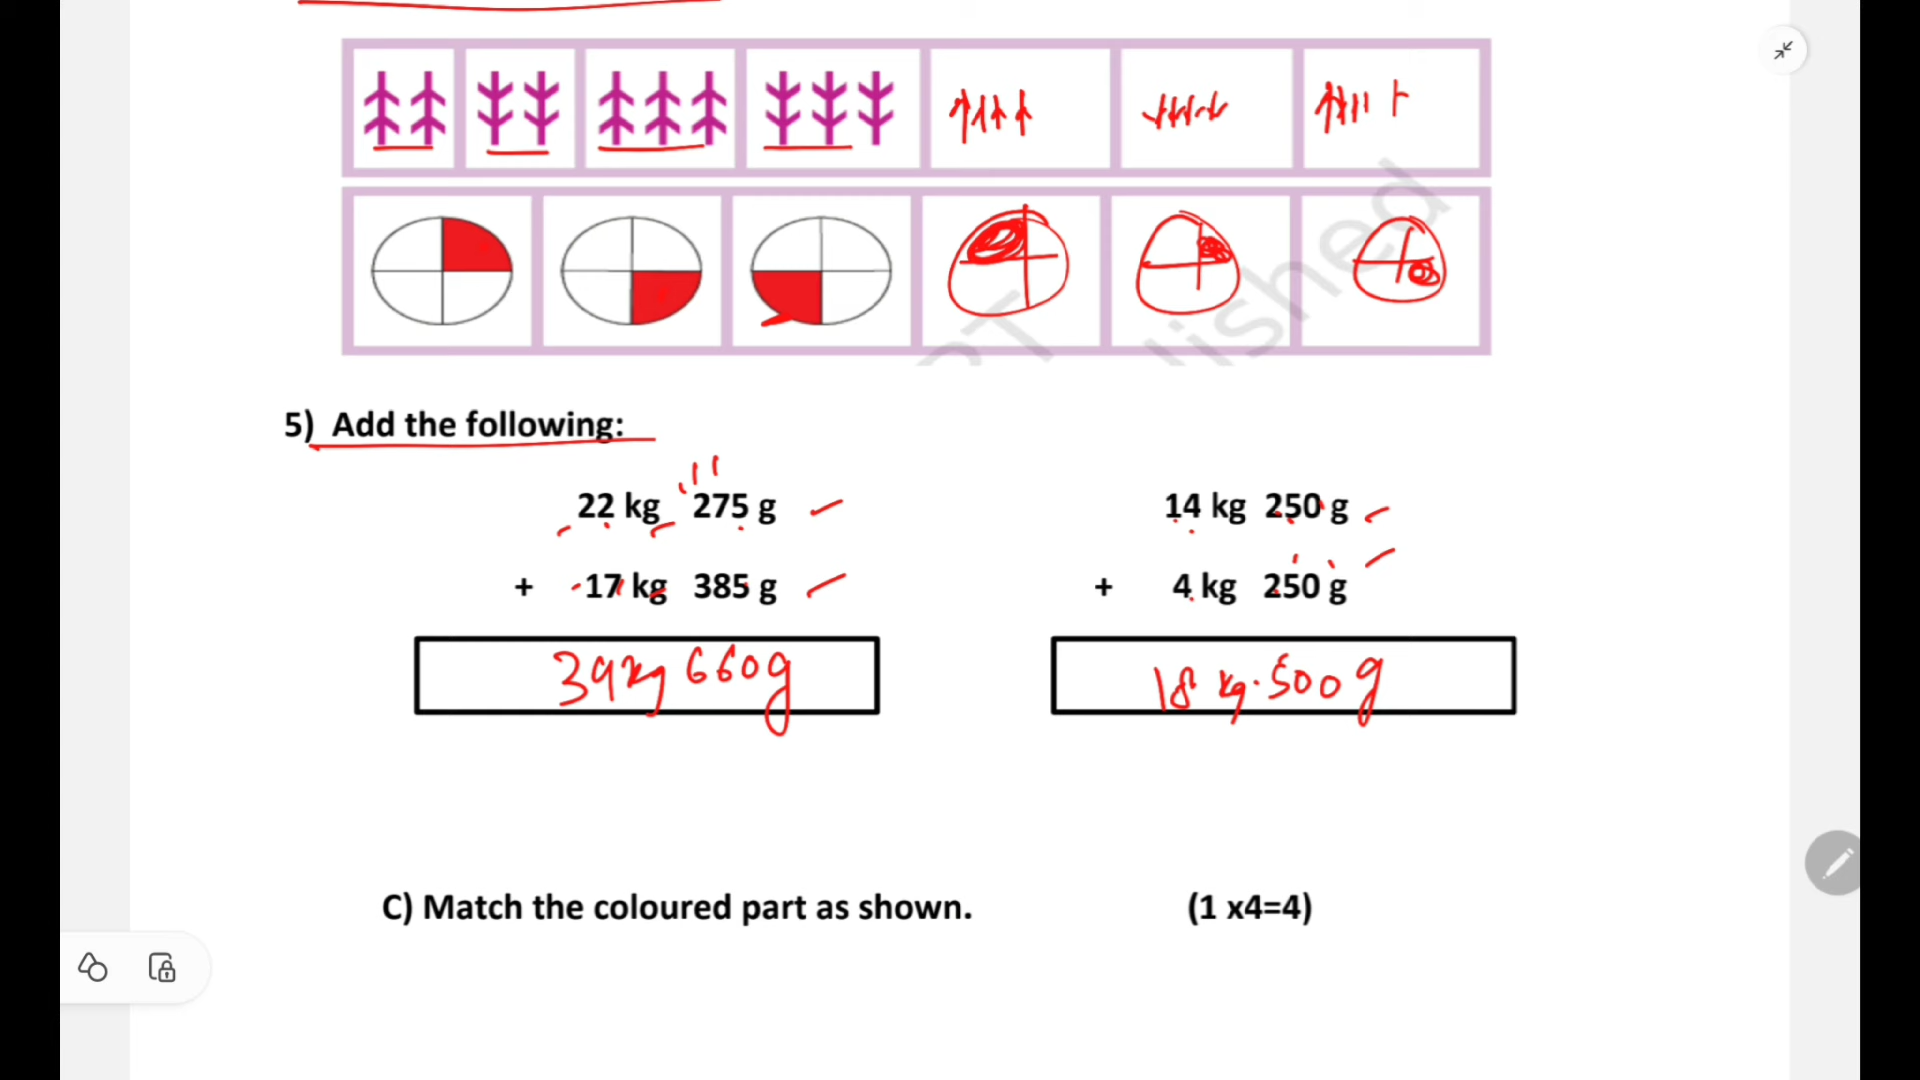 5) Add the following:
22 kg 275 g
14 kg 250 g
+ 17 kg 385 g
+ 4 kg 250 g
39 kg 660 g
18 kg 500 g
C) Match the coloured part as shown. (1 x4=4)